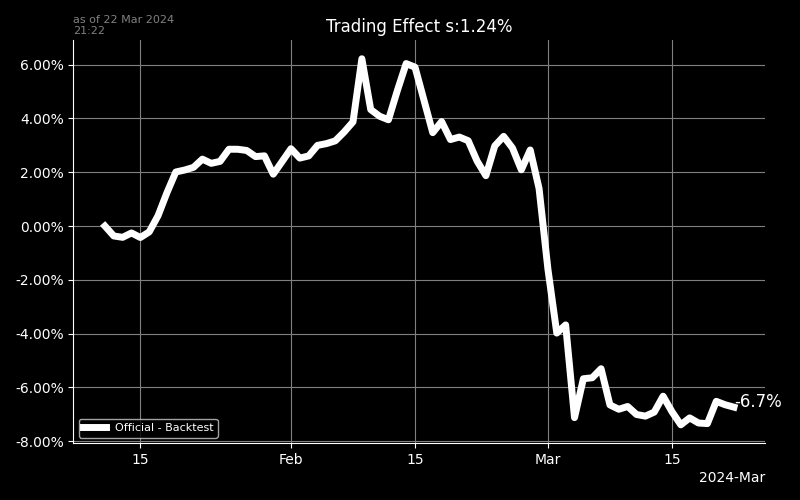 as of 22 Mar 2024
21:22
Trading Effect s:1.24%
6.00%
4.00%
2.00%
0.00%
-2.00%
-4.00%
-6.00%
-8.00%
-6.7%
Official - Backtest
15
Feb
15
Mar
15
2024-Mar